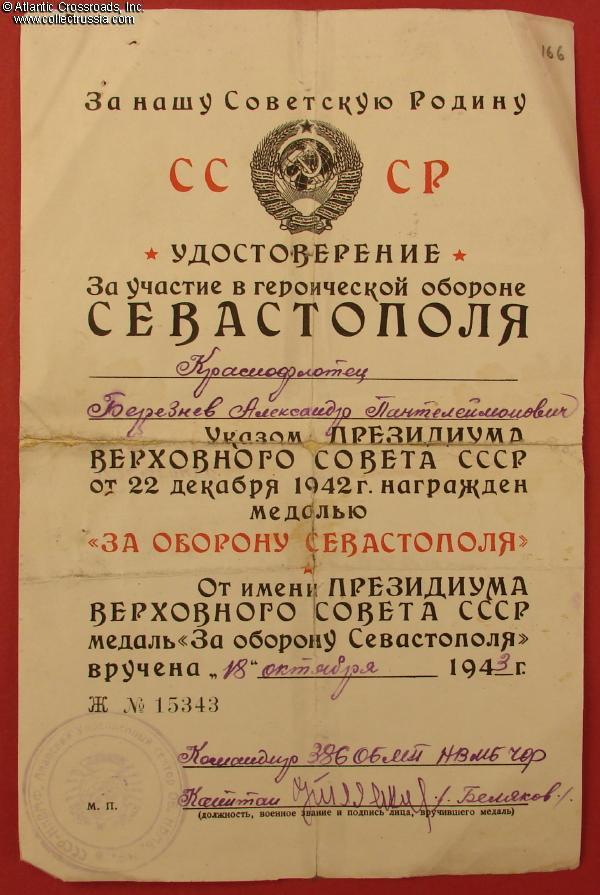 © Atlantic Crossroads, Inc.
www.collectrussia.com
166
За нашу Советскую Родину
СС СР
УДОСТОВЕРЕНИЕ
За участие в героической обороне
СЕВАСТОПОЛЯ
Краснофлотец
Березнев Александр Пантелеймонович
Указом ПРЕЗИДИУМА
ВЕРХОВНОГО СОВЕТА СССР
от 22 декабря 1942 г. награжден
медалью
«ЗА ОБОРОНУ СЕВАСТОПОЛЯ»
От имени ПРЕЗИДИУМА
ВЕРХОВНОГО СОВЕТА СССР
медаль «За оборону Севастополя»
вручена „18" октября 1943 г.
Ж № 15343
Командир 386 ОБМП НВМБ ЧФ
М. П.
Капитан /. Беляков./.
(должность, военное звание и подпись лица, вручившего медаль)